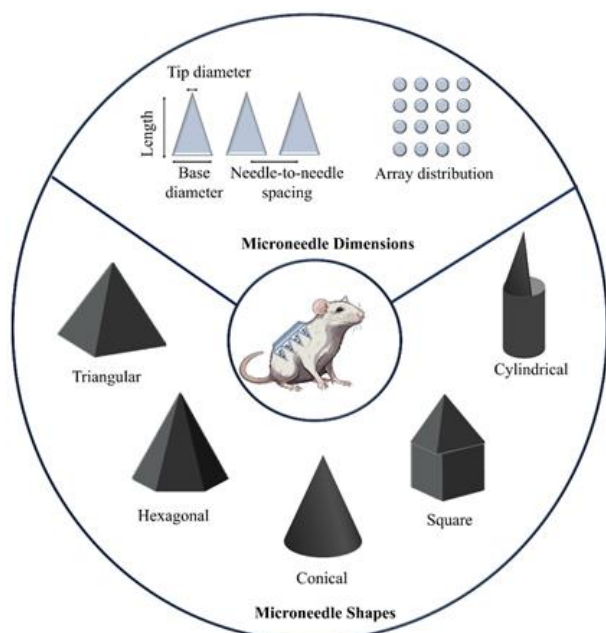 Tip diameter
Length
Base
diameter
Needle-to-needle
spacing
Array distribution
Microneedle Dimensions
Triangular
Cylindrical
Hexagonal
Square
Conical
Microneedle Shapes